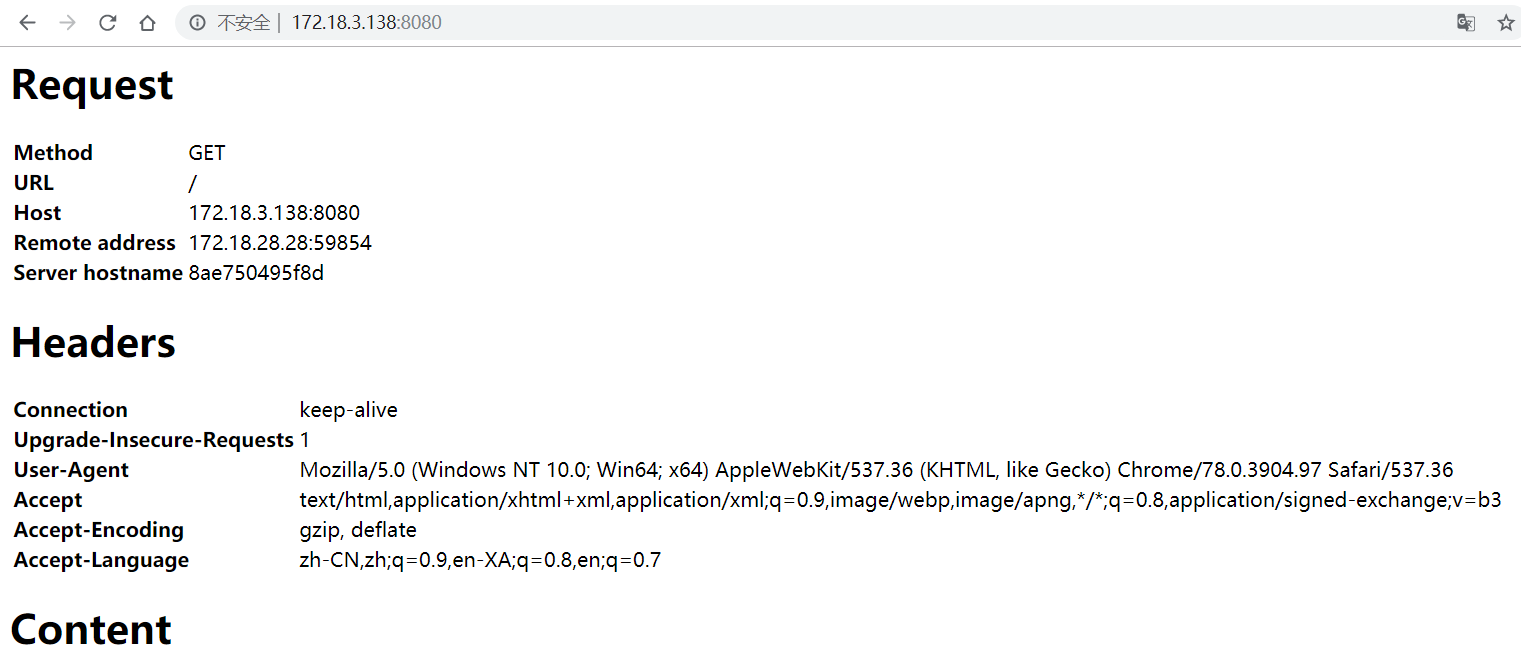 不安全 | 172.18.3.138:8080
Request
Method GET
URL /
Host 172.18.3.138:8080
Remote address 172.18.28.28:59854
Server hostname 8ae750495f8d
Headers
Connection keep-alive
Upgrade-Insecure-Requests 1
User-Agent Mozilla/5.0 (Windows NT 10.0; Win64; x64) AppleWebKit/537.36 (KHTML, like Gecko) Chrome/78.0.3904.97 Safari/537.36
Accept text/html,application/xhtml+xml,application/xml;q=0.9,image/webp,image/apng,*/*;q=0.8,application/signed-exchange;v=b3
Accept-Encoding gzip, deflate
Accept-Language zh-CN,zh;q=0.9,en-XA;q=0.8,en;q=0.7
Content